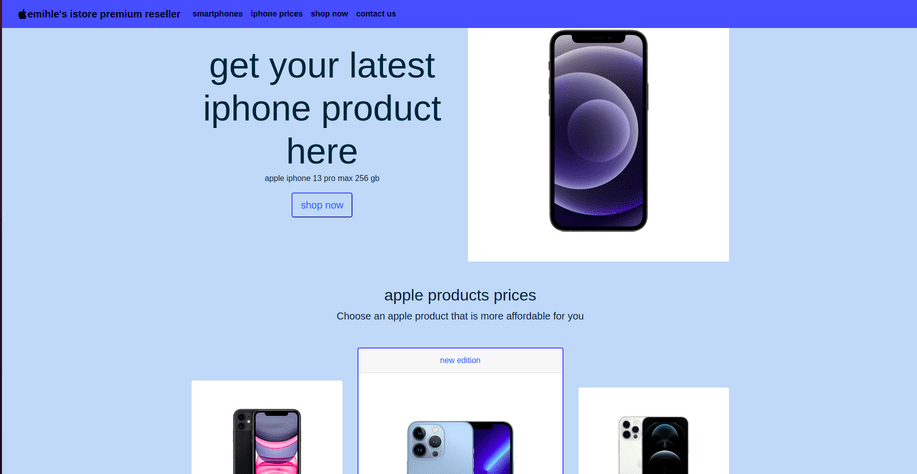 emihle's istore premium reseller smartphones iphone prices shop now contact us
get your latest
iphone product
here
apple iphone 13 pro max 256 gb
shop now
apple products prices
Choose an apple product that is more affordable for you
new edition